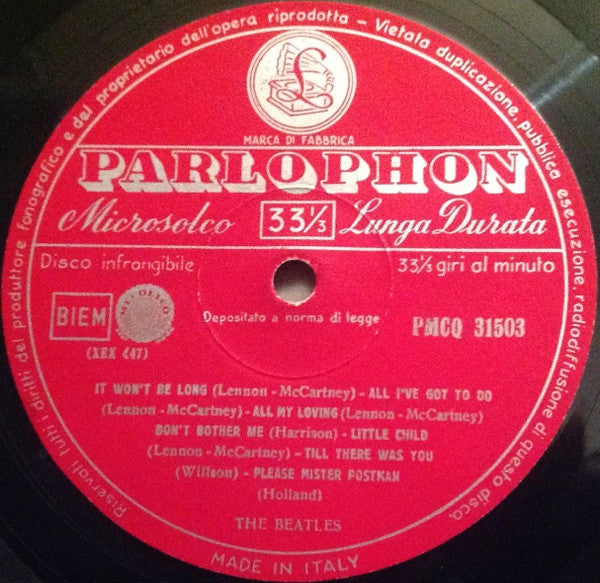 Riservati tutti i diritti del produttore fonografico e del proprietario dell'opera riprodotta - Vietata duplicazione, pubblica esecuzione, radiodiffusione di questo disco.
MARCA DI FABBRICA
PARLOPHON
Microsolco 33⅓ Lunga Durata
Disco infrangibile 33⅓ giri al minuto
BIEM Depositato a norma di legge PMCQ 31503
(XEX 447)
IT WON'T BE LONG (Lennon - McCartney) - ALL I'VE GOT TO DO
(Lennon - McCartney) - ALL MY LOVING (Lennon - McCartney)
DON'T BOTHER ME (Harrison) - LITTLE CHILD
(Lennon - McCartney) - TILL THERE WAS YOU
(Willson) - PLEASE MISTER POSTMAN
(Holland)
THE BEATLES
MADE IN ITALY